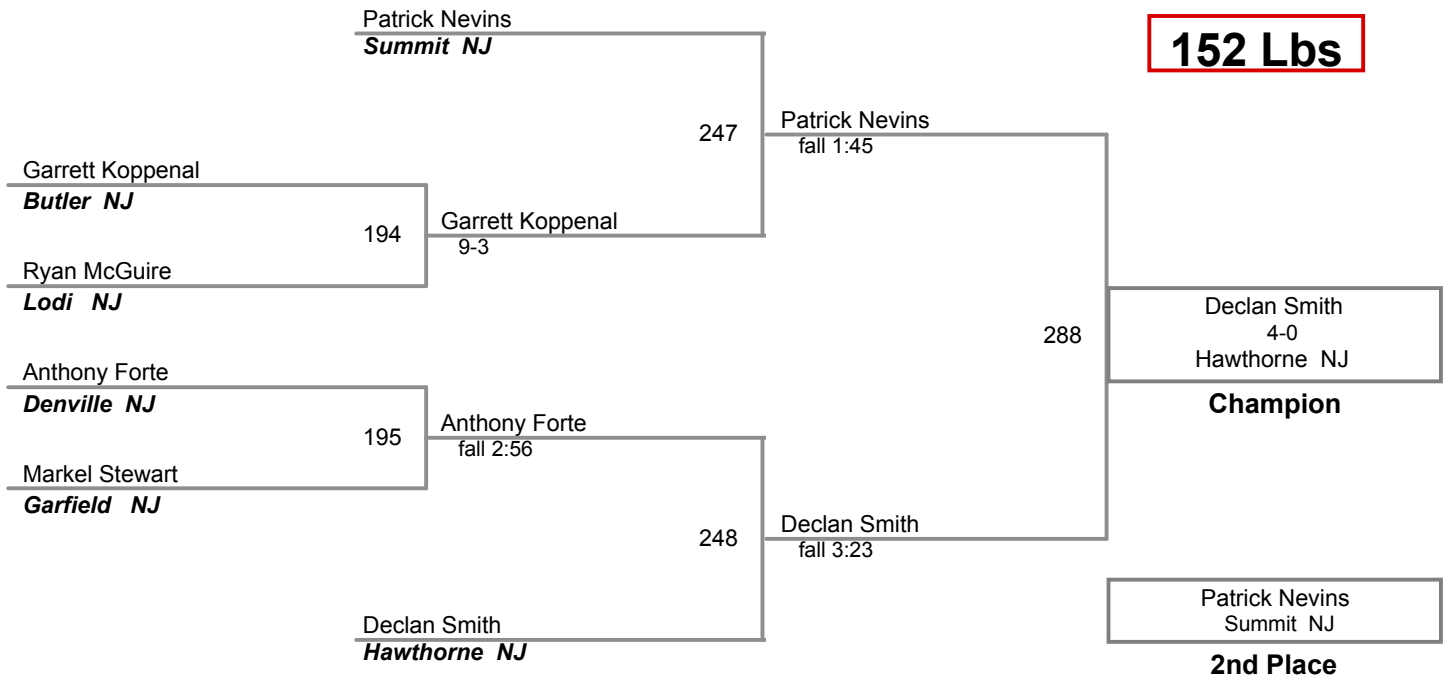 Patrick Nevins
Summit NJ
152 Lbs
247
Patrick Nevins
fall 1:45
Garrett Koppenal
Butler NJ
194
Garrett Koppenal
9-3
Ryan McGuire
Lodi NJ
288
Declan Smith
4-0
Hawthorne NJ
Champion
Anthony Forte
Denville NJ
195
Anthony Forte
fall 2:56
Markel Stewart
Garfield NJ
248
Declan Smith
fall 3:23
Declan Smith
Hawthorne NJ
Patrick Nevins
Summit NJ
2nd Place